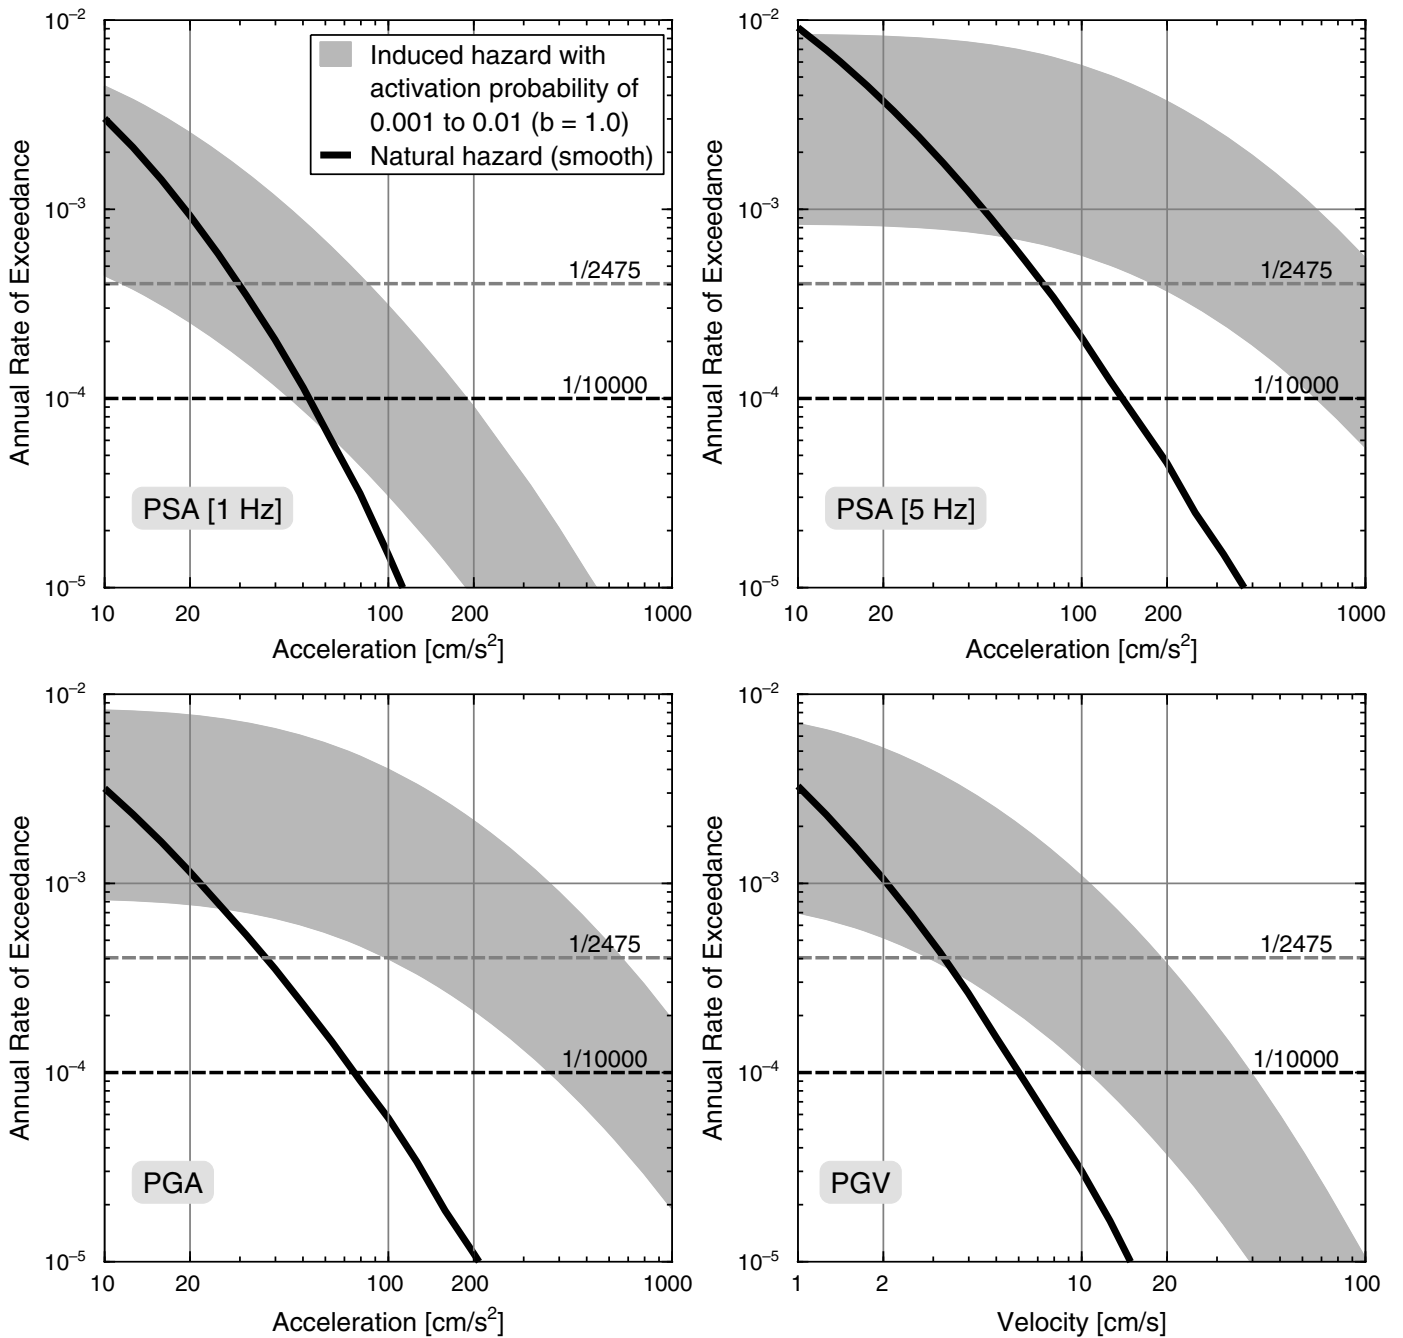 Induced hazard with
activation probability of
0.001 to 0.01 (b = 1.0)
Natural hazard (smooth)
10⁻²
10⁻³
10⁻⁴
10⁻⁵
Annual Rate of Exceedance
1/2475
1/10000
PSA [1 Hz]
10 20 100 200 1000
Acceleration [cm/s²]
10⁻²
10⁻³
10⁻⁴
10⁻⁵
Annual Rate of Exceedance
1/2475
1/10000
PSA [5 Hz]
10 20 100 200 1000
Acceleration [cm/s²]
10⁻²
10⁻³
10⁻⁴
10⁻⁵
Annual Rate of Exceedance
1/2475
1/10000
PGA
10 20 100 200 1000
Acceleration [cm/s²]
10⁻²
10⁻³
10⁻⁴
10⁻⁵
Annual Rate of Exceedance
1/2475
1/10000
PGV
1 2 10 20 100
Velocity [cm/s]